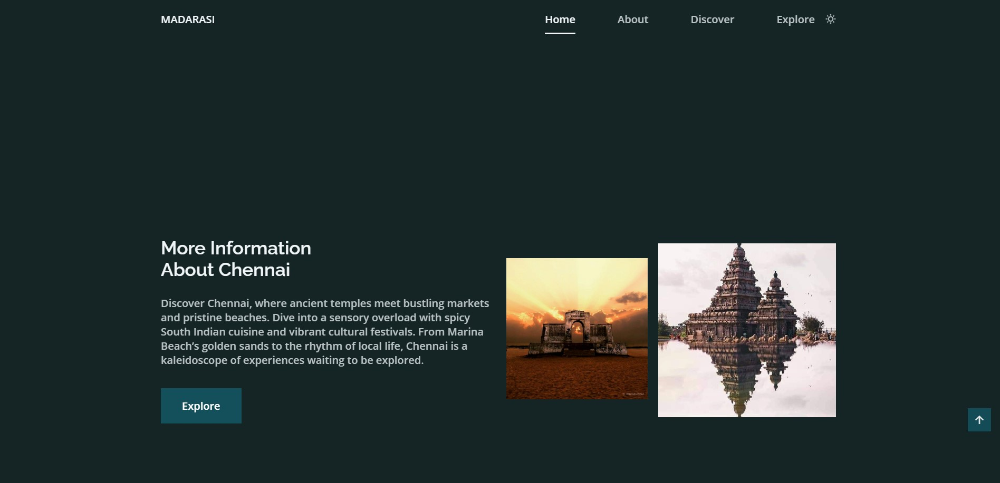 MADARASI
Home
About
Discover
Explore
More Information
About Chennai
Discover Chennai, where ancient temples meet bustling markets
and pristine beaches. Dive into a sensory overload with spicy
South Indian cuisine and vibrant cultural festivals. From Marina
Beach’s golden sands to the rhythm of local life, Chennai is a
kaleidoscope of experiences waiting to be explored.
Explore